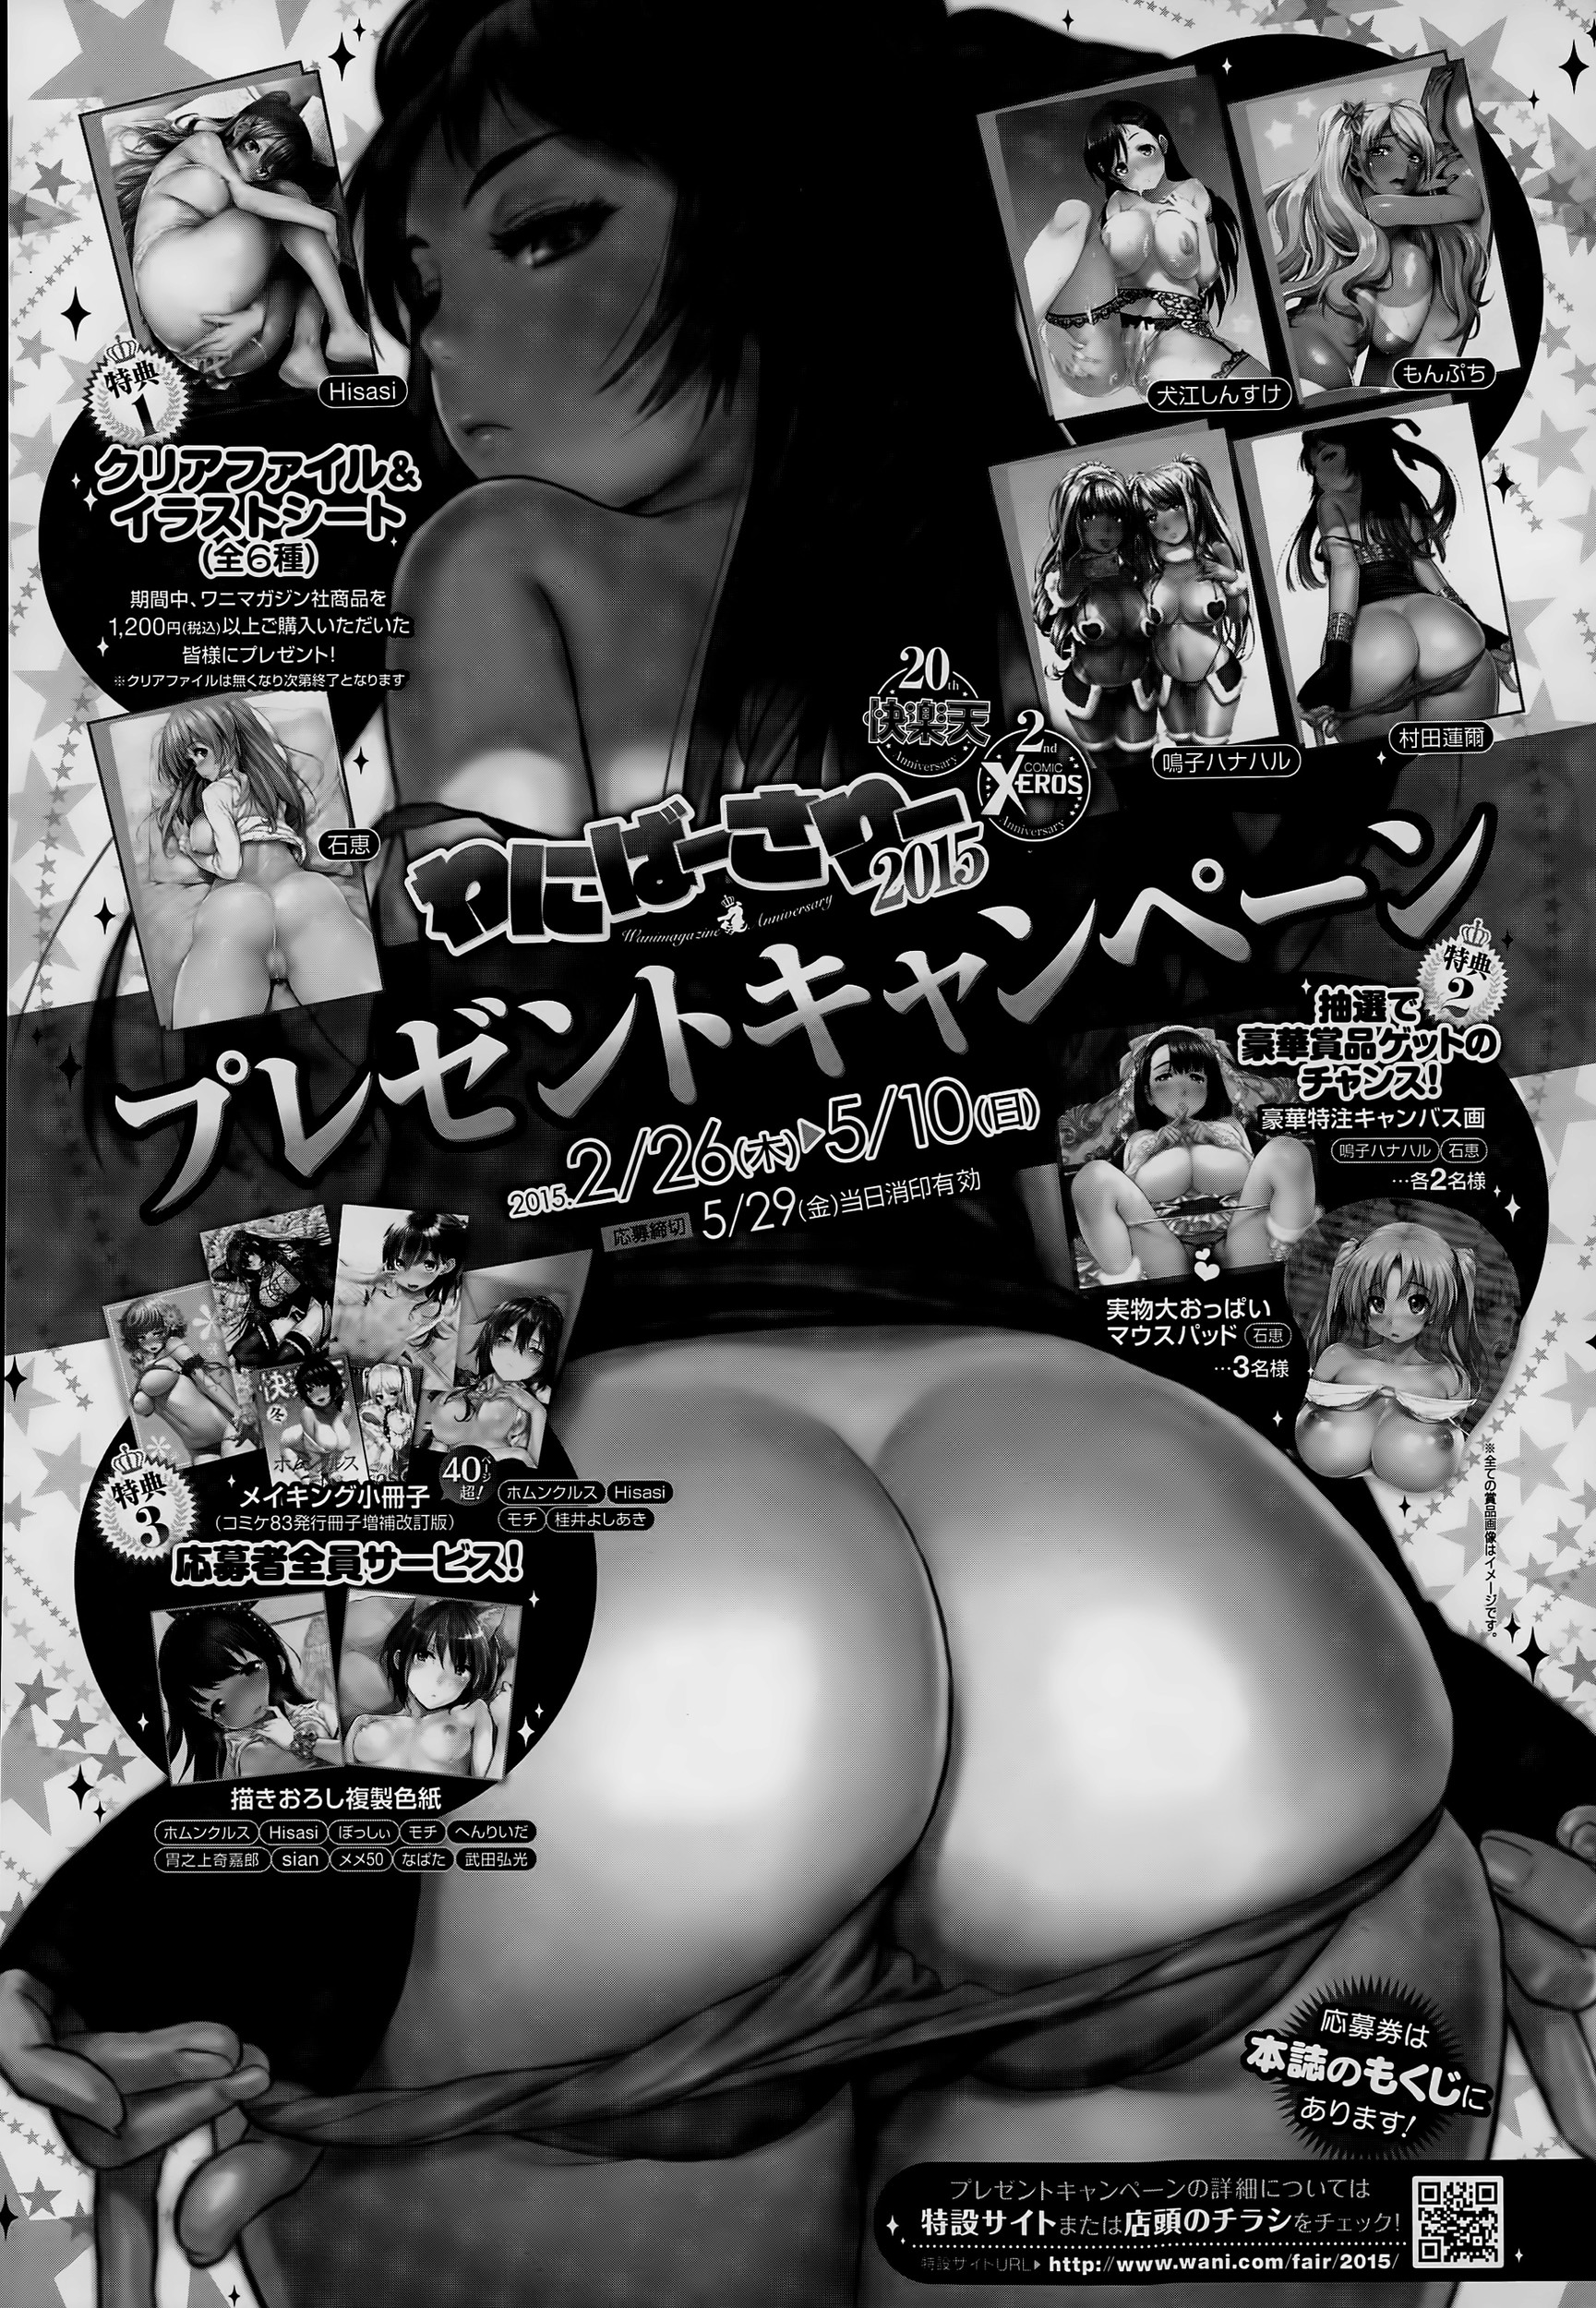 Hisasi
特典
1
クリアファイル&
イラストシート
(全6種)
期間中、ワニマガジン社商品を
1,200円(税込)以上ご購入いただいた
皆様にプレゼント!
※クリアファイルは無くなり次第終了となります
石恵
犬江しんすけ
もんぷち
鳴子ハナハル
村田蓮爾
20th
快楽天
Anniversary
2nd
COMIC
XEROS
Anniversary
わにばーさりー
2015
Wanimagazine Anniversary
プレゼントキャンペーン
2015.2/26(木)▶5/10(日)
応募締切 5/29(金)当日消印有効
特典
2
抽選で
豪華賞品ゲットの
チャンス!
豪華特注キャンバス画
鳴子ハナハル 石恵
…各2名様
実物大おっぱい
マウスパッド 石恵
…3名様
※全ての賞品画像はイメージです。
快
冬
ホムンクルス
特典
3
メイキング小冊子
(コミケ83発行冊子増補改訂版)
40ページ超!
ホムンクルス Hisasi
モチ 桂井よしあき
応募者全員サービス!
描きおろし複製色紙
ホムンクルス Hisasi ぼっしぃ モチ へんりいだ
胃之上奇嘉郎 sian メメ50 なぱた 武田弘光
応募券は
本誌のもくじに
あります!
プレゼントキャンペーンの詳細については
特設サイトまたは店頭のチラシをチェック!
特設サイトURL▶ http://www.wani.com/fair/2015/